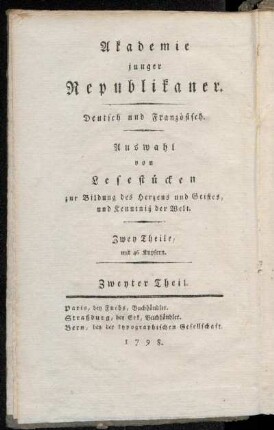 Akademie
junger
Republikaner.
Deutsch und Französisch.
Auswahl
von
Lesestücken
zur Bildung des Herzens und Geistes,
und Kenntniß der Welt.
Zwey Theile,
mit 46 Kupfern.
Zweyter Theil.
Paris, bey Fuchs, Buchhändler.
Straßburg, bey Eck, Buchhändler.
Bern, bey der typographischen Gesellschaft.
1798.